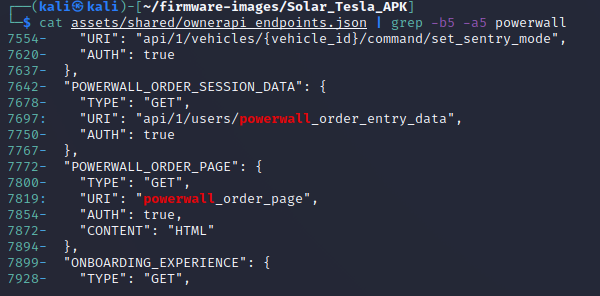 ┌──(kali㉿kali)-[~/firmware-images/Solar_Tesla_APK]
└─$ cat assets/shared/ownerapi_endpoints.json | grep -b5 -a5 powerwall
7554-    "URI": "api/1/vehicles/{vehicle_id}/command/set_sentry_mode",
7620-    "AUTH": true
7637-  },
7642-  "POWERWALL_ORDER_SESSION_DATA": {
7678-    "TYPE": "GET",
7697:    "URI": "api/1/users/powerwall_order_entry_data",
7750-    "AUTH": true
7767-  },
7772-  "POWERWALL_ORDER_PAGE": {
7800-    "TYPE": "GET",
7819:    "URI": "powerwall_order_page",
7854-    "AUTH": true,
7872-    "CONTENT": "HTML"
7894-  },
7899-  "ONBOARDING_EXPERIENCE": {
7928-    "TYPE": "GET",